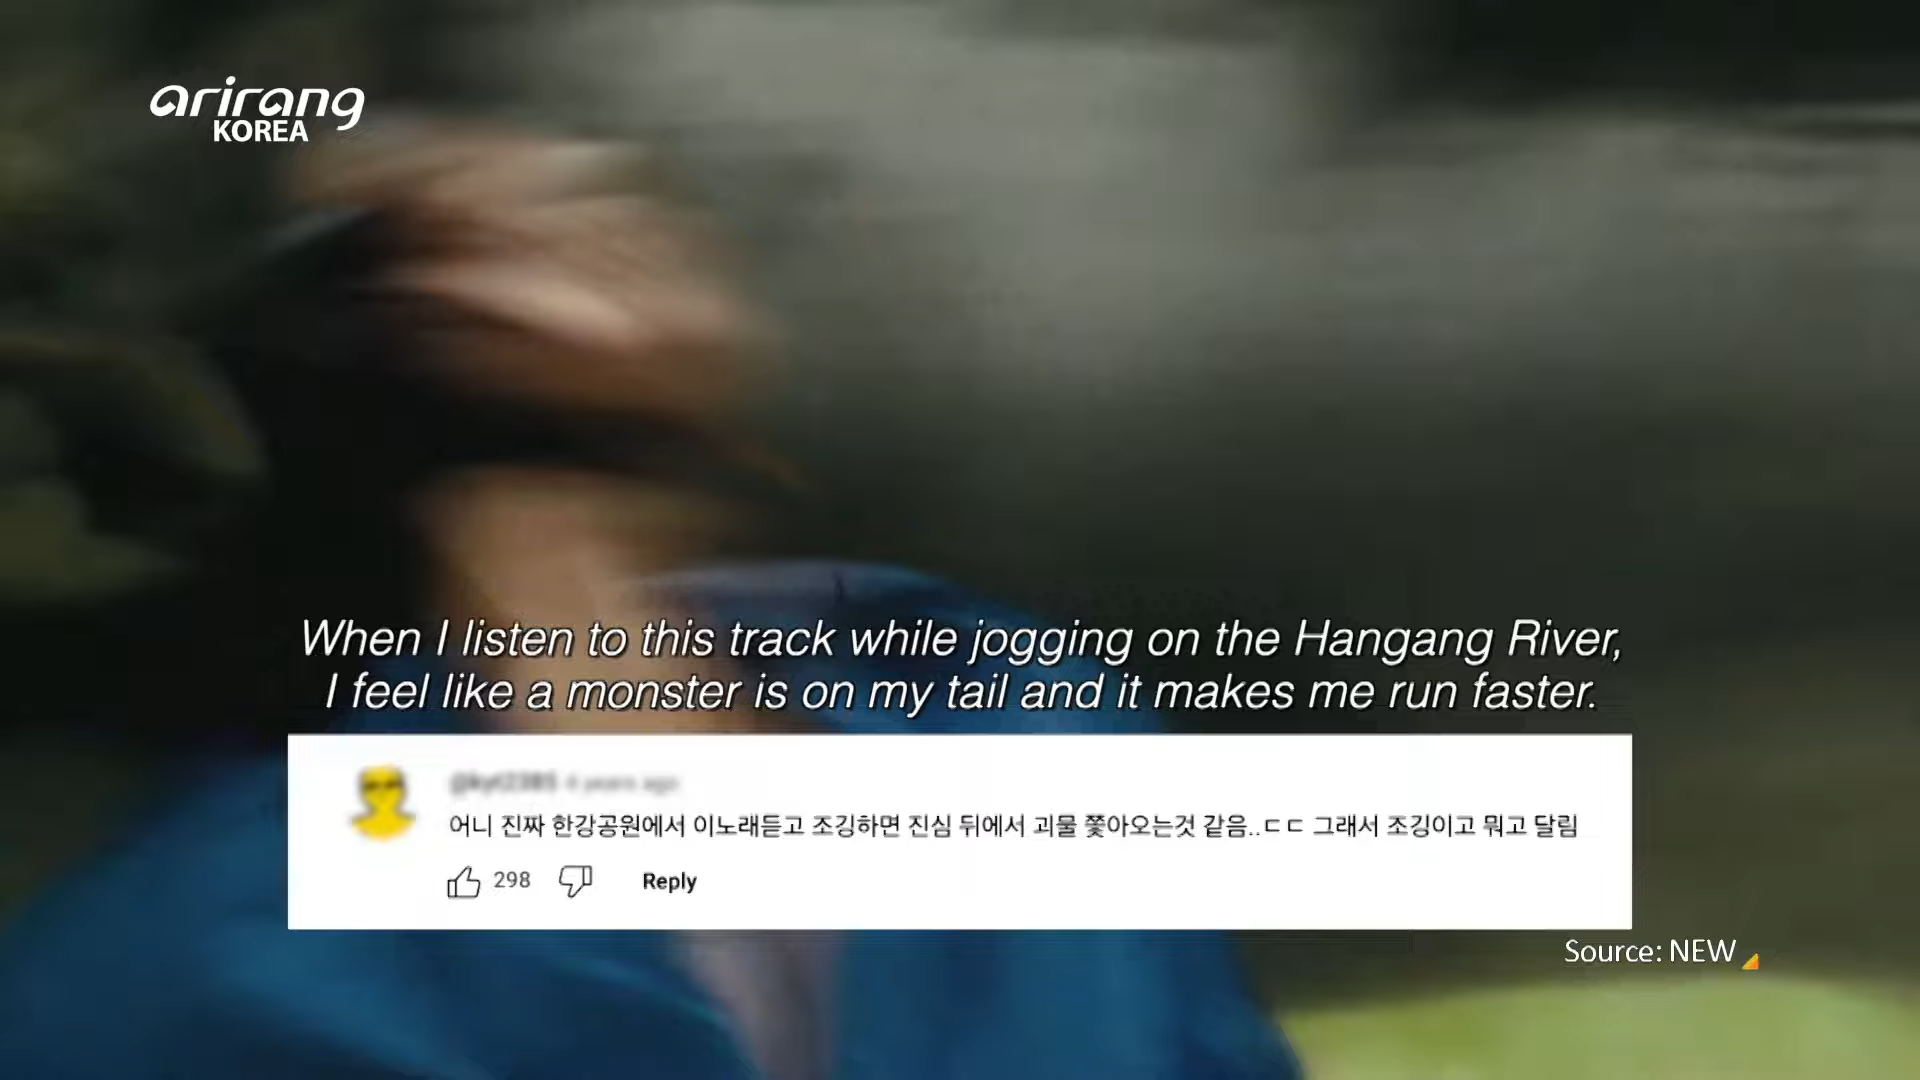 arirang
KOREA
When I listen to this track while jogging on the Hangang River,
I feel like a monster is on my tail and it makes me run faster.
어니 진짜 한강공원에서 이노래듣고 조깅하면 진심 뒤에서 괴물 쫓아오는것 같음..ㄷㄷ 그래서 조깅이고 뭐고 달림
298 Reply
Source: NEW